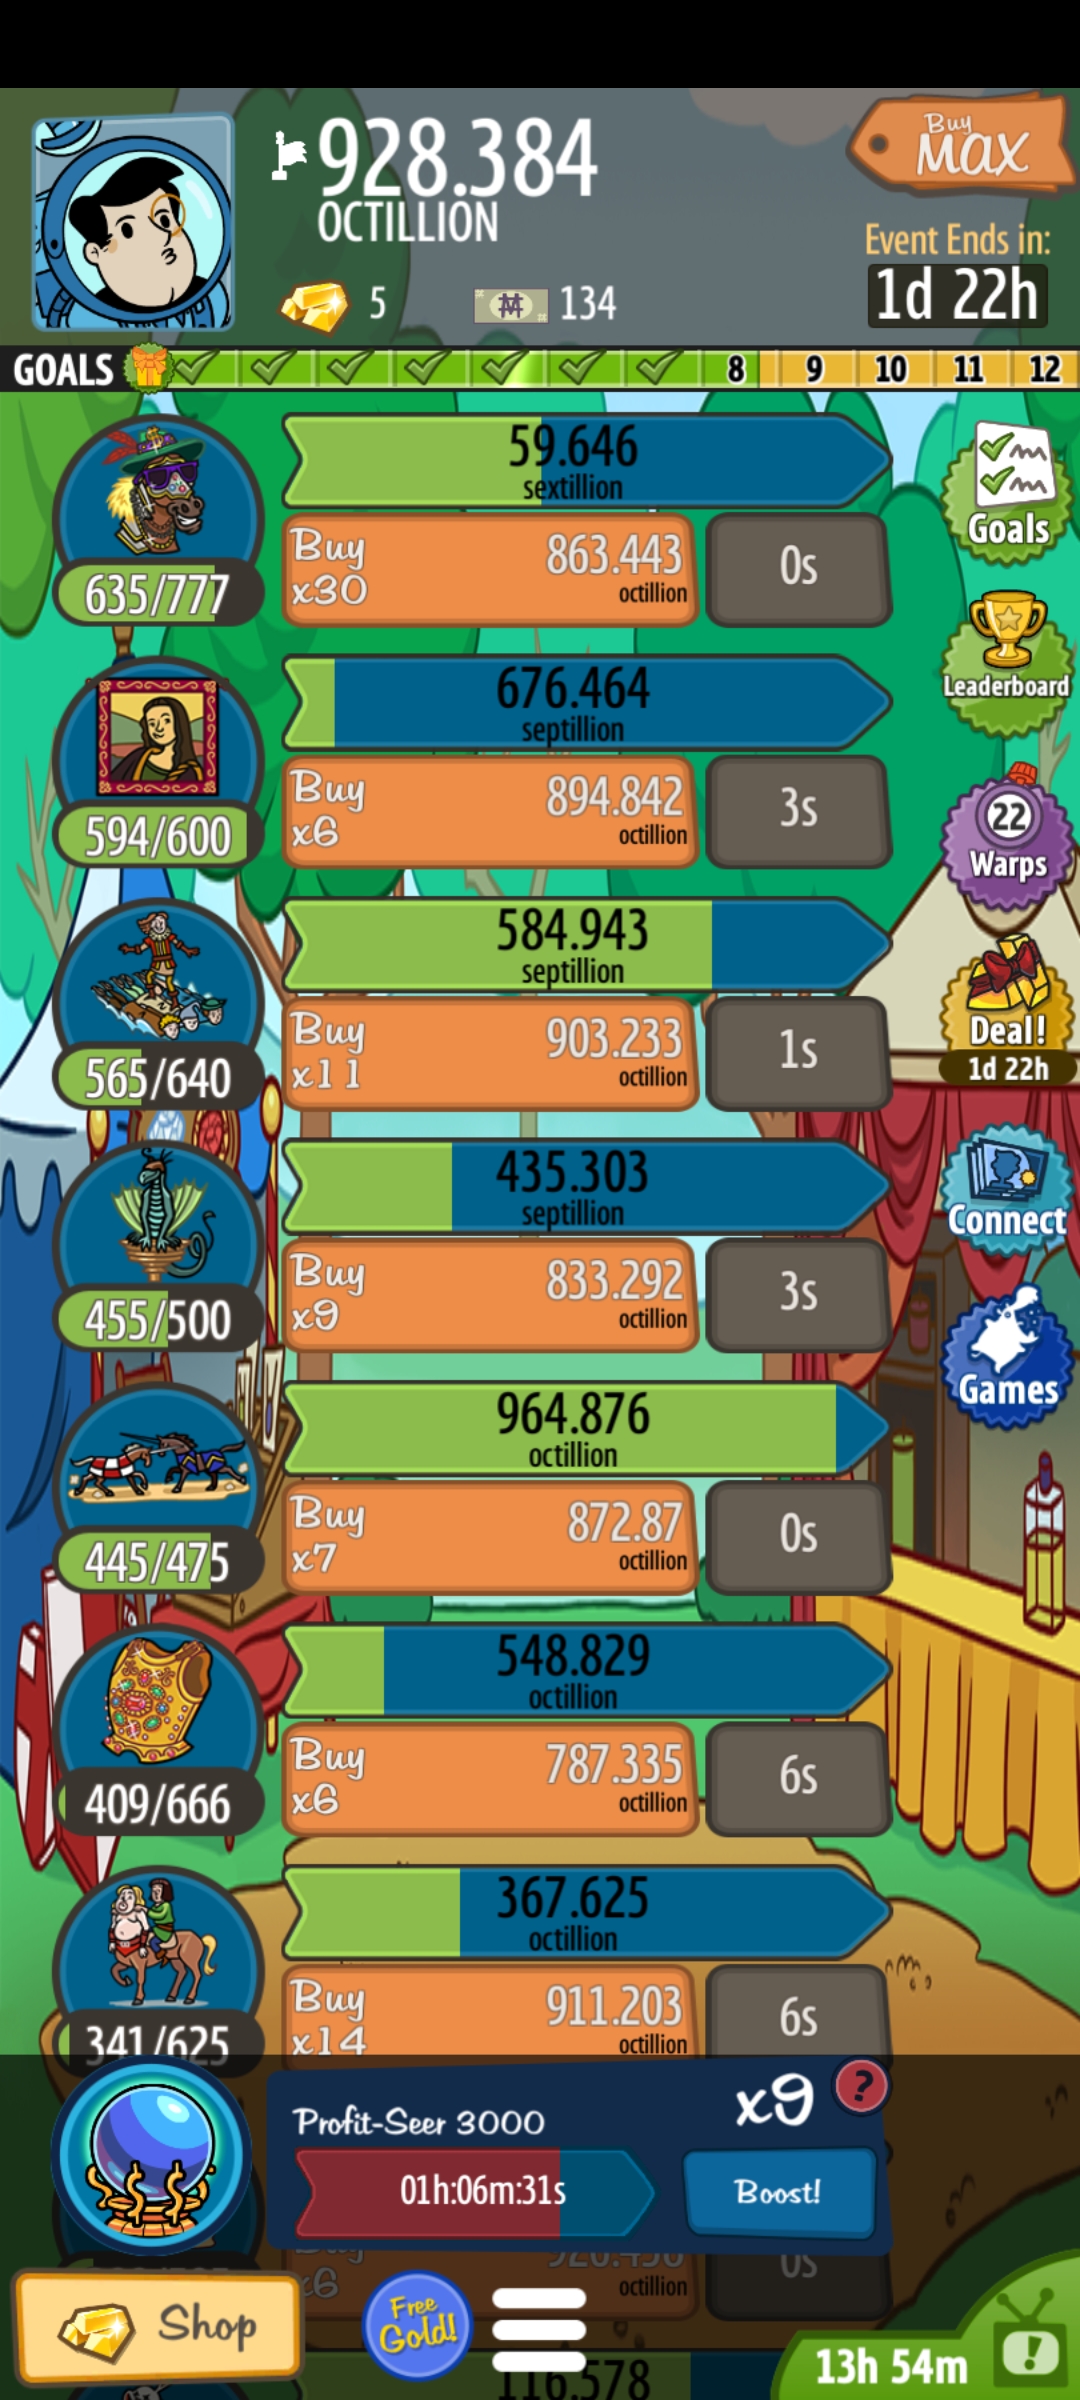 928.384
OCTILLION
5
134
Buy
MAX
Event Ends in:
1d 22h
GOALS
8 9 10 11 12
59.646
sextillion
Buy
x30
863.443
octillion
0s
635/777
Goals
Leaderboard
676.464
septillion
Buy
x6
894.842
octillion
3s
594/600
22
Warps
584.943
septillion
Buy
x11
903.233
octillion
1s
565/640
Deal!
1d 22h
435.303
septillion
Buy
x9
833.292
octillion
3s
455/500
Connect
Games
964.876
octillion
Buy
x7
872.87
octillion
0s
445/475
548.829
octillion
Buy
x6
787.335
octillion
6s
409/666
367.625
octillion
Buy
x14
911.203
octillion
6s
341/625
Profit-Seer 3000
x9
?
01h:06m:31s
Boost!
x6
octillion
0s
Shop
Free
Gold!
116.578
13h 54m
!